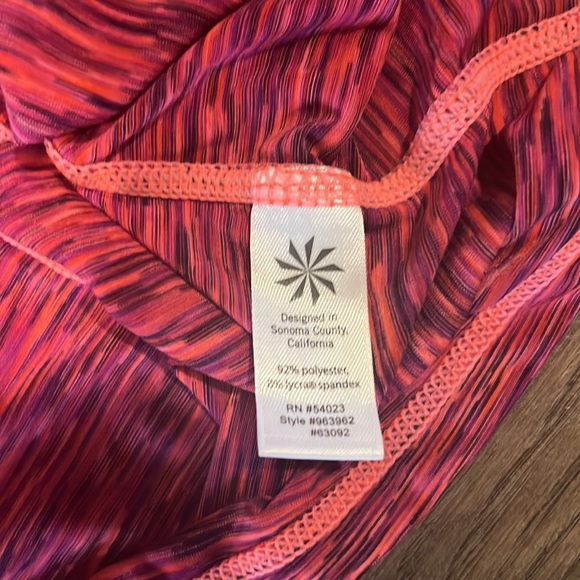 Designed in
Sonoma County,
California
92% polyester,
8% lycra® spandex
RN #54023
Style #963962
#63092